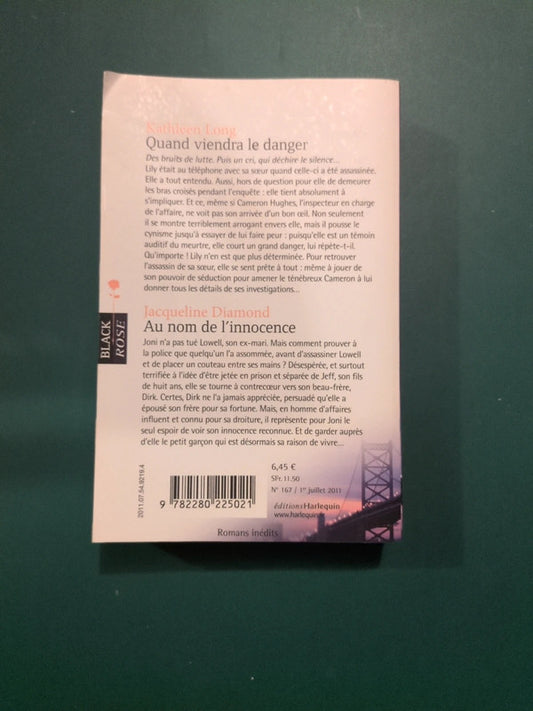 Kathleen Long
Quand viendra le danger
Des bruits de lutte. Puis un cri, qui déchire le silence...
Lily était au téléphone avec sa sœur quand celle-ci a été assassinée.
Elle a tout entendu. Aussi, hors de question pour elle de demeurer
les bras croisés pendant l'enquête : elle tient absolument à
s'impliquer. Et ce, même si Cameron Hughes, l'inspecteur en charge
de l'affaire, ne voit pas son arrivée d'un bon œil. Non seulement
il se montre terriblement arrogant envers elle, mais il pousse le
cynisme jusqu'à essayer de lui faire peur : puisqu'elle est un témoin
auditif du meurtre, elle court un grand danger, lui répète-t-il.
Qu'importe ! Lily n'en est que plus déterminée. Pour retrouver
l'assassin de sa sœur, elle se sent prête à tout : même à jouer de
son pouvoir de séduction pour amener le ténébreux Cameron à lui
donner tous les détails de ses investigations...
Jacqueline Diamond
Au nom de l'innocence
Joni n'a pas tué Lowell, son ex-mari. Mais comment prouver à
la police que quelqu'un l'a assommée, avant d'assassiner Lowell
et de placer un couteau entre ses mains ? Désespérée, et surtout
terrifiée à l'idée d'être jetée en prison et séparée de Jeff, son fils
de huit ans, elle se tourne à contrecœur vers son beau-frère,
Dirk. Certes, Dirk ne l'a jamais appréciée, persuadé qu'elle a
épousé son frère pour sa fortune. Mais, en homme d'affaires
influent et connu pour sa droiture, il représente pour Joni le
seul espoir de voir son innocence reconnue. Et de garder auprès
d'elle le petit garçon qui est désormais sa raison de vivre...
BLACK
ROSE
2011.07.54.9219.4
9 782280 225021
6,45 €
SFr. 11.50
N° 167 / 1er juillet 2011
éditionsHarlequin
www.harlequin.fr
Romans inédits